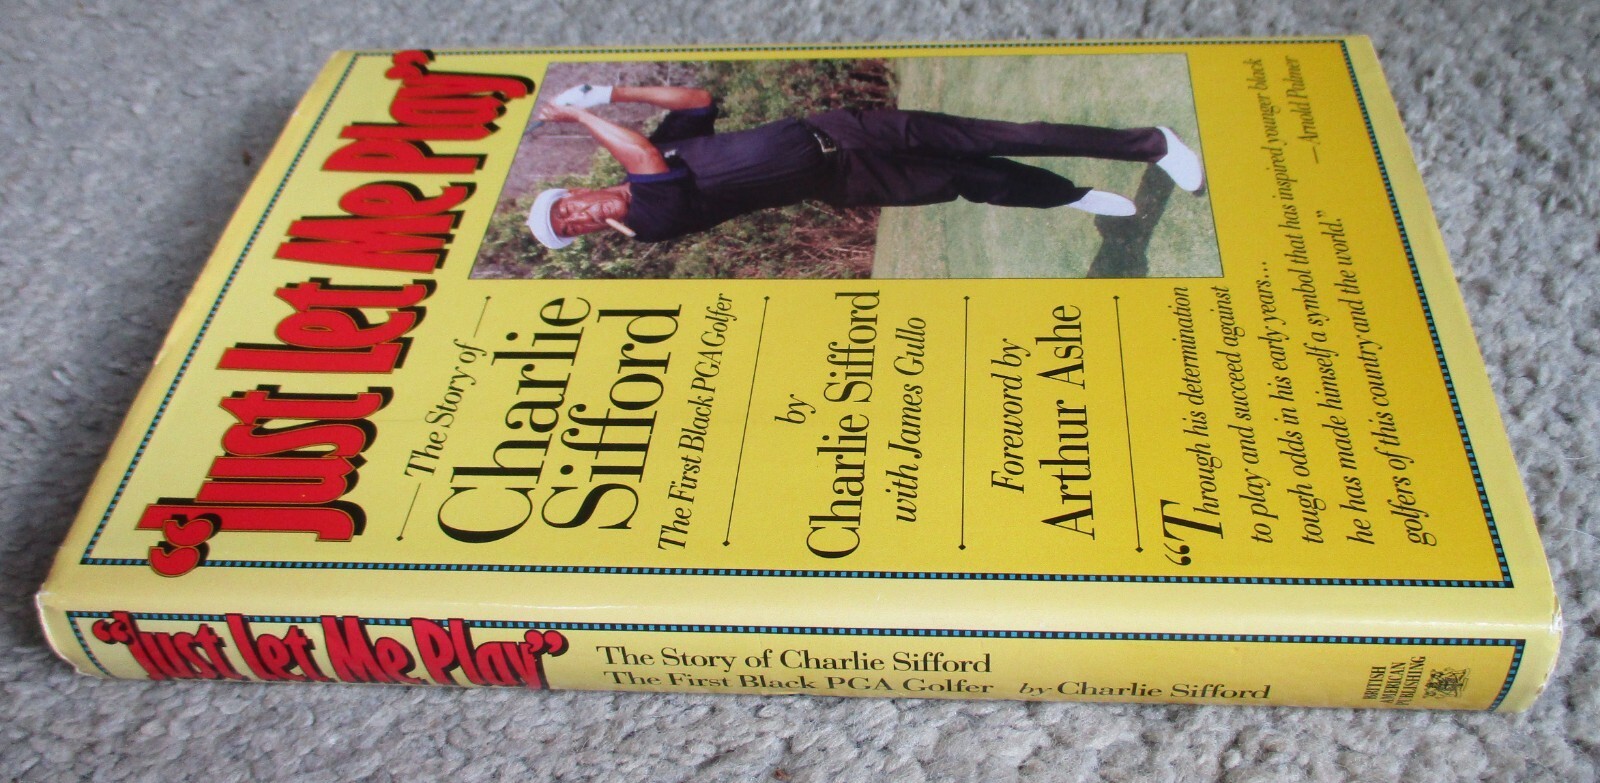 "Just Let Me Play"
The Story of
Charlie
Sifford
The First Black PGA Golfer
by
Charlie Sifford
with James Gullo
Foreword by
Arthur Ashe
"Through his determination
to play and succeed against
tough odds in his early years...
he has made himself a symbol that has inspired younger black
golfers of this country and the world."
—Arnold Palmer
"Just Let Me Play"
The Story of Charlie Sifford
The First Black PGA Golfer
by Charlie Sifford
BRITISH
AMERICAN
PUBLISHING